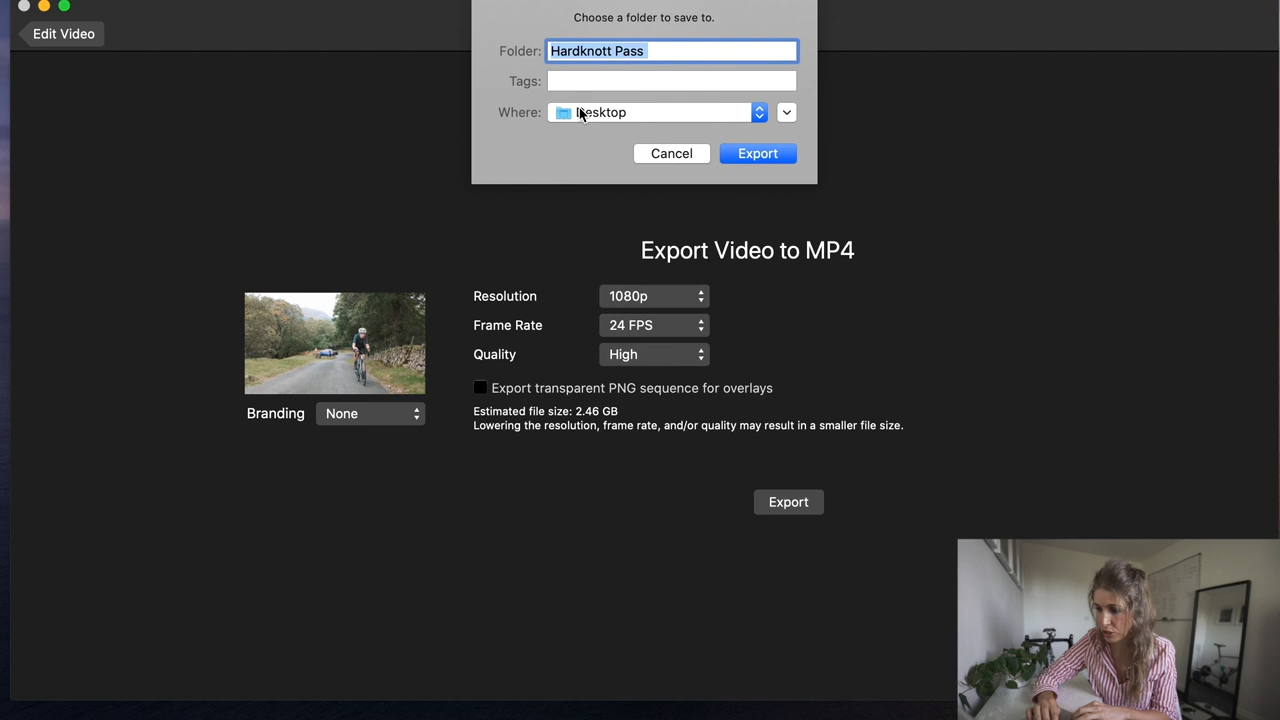 Edit Video
Choose a folder to save to.
Folder: Hardknott Pass
Tags:
Where: Desktop
Cancel Export
Export Video to MP4
Resolution 1080p
Frame Rate 24 FPS
Quality High
Export transparent PNG sequence for overlays
Branding None
Estimated file size: 2.46 GB
Lowering the resolution, frame rate, and/or quality may result in a smaller file size.
Export